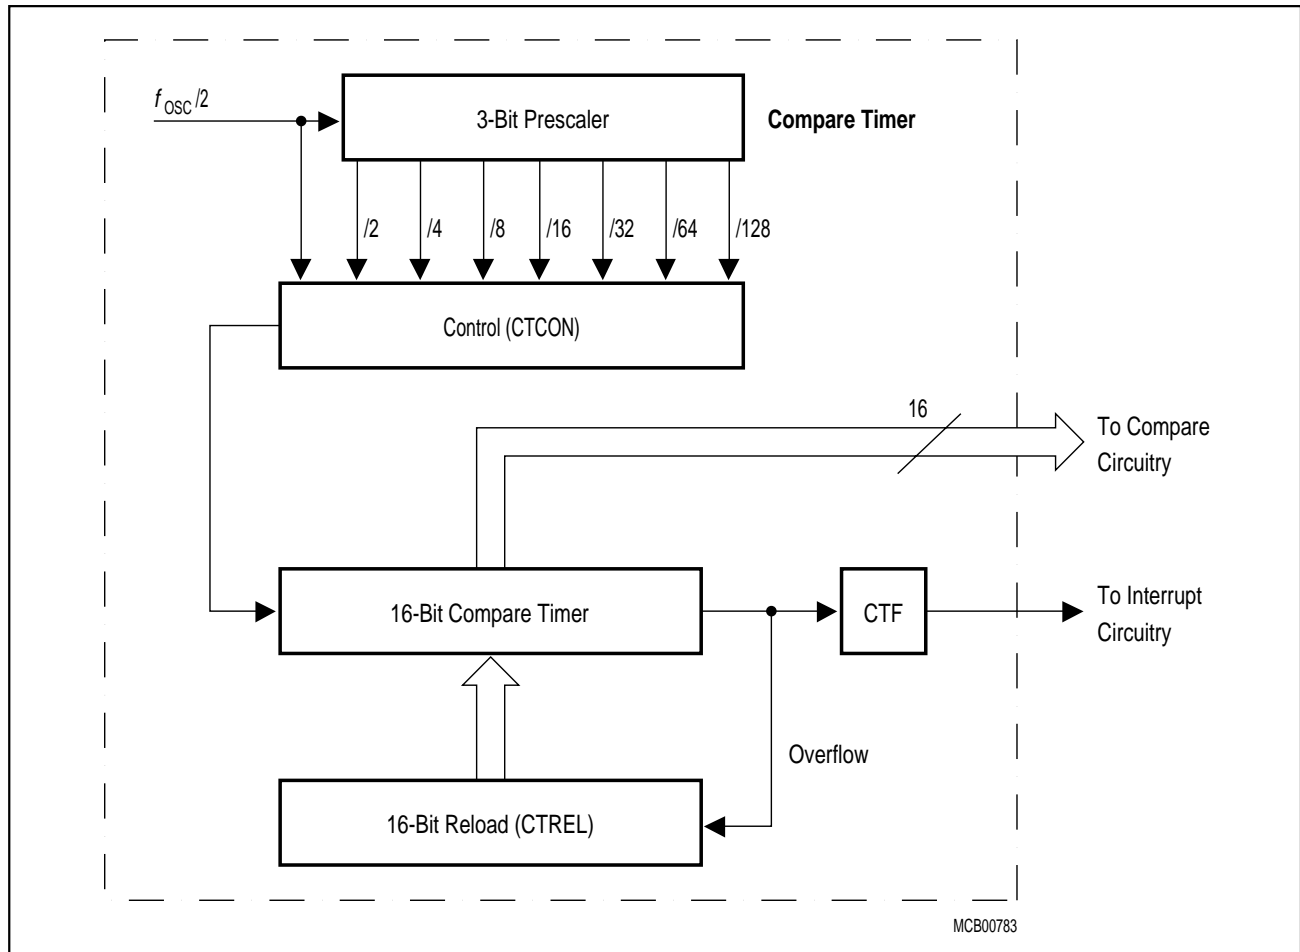 f OSC /2
3-Bit Prescaler
Compare Timer
/2
/4
/8
/16
/32
/64
/128
Control (CTCON)
16
To Compare
Circuitry
16-Bit Compare Timer
CTF
To Interrupt
Circuitry
Overflow
16-Bit Reload (CTREL)
MCB00783